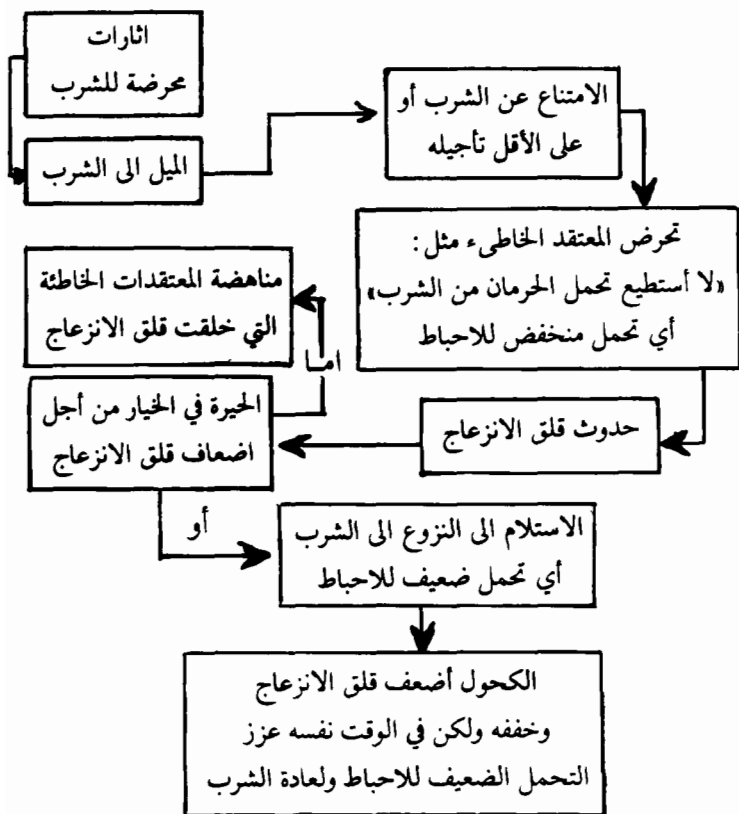 اثارات
محرضة للشرب
الميل الى الشرب
الامتناع عن الشرب أو
على الأقل تأجيله
تحرض المعتقد الخاطىء مثل :
«لا أستطيع تحمل الحرمان من الشرب»
أي تحمل منخفض للاحباط
حدوث قلق الانزعاج
الحيرة في الخيار من أجل
اضعاف قلق الانزعاج
اما
مناهضة المعتقدات الخاطئة
التي خلقت قلق الانزعاج
أو
الاستلام الى النزوع الى الشرب
أي تحمل ضعيف للاحباط
الكحول أضعف قلق الانزعاج
وخففه ولكن في الوقت نفسه عزز
التحمل الضعيف للاحباط ولعادة الشرب